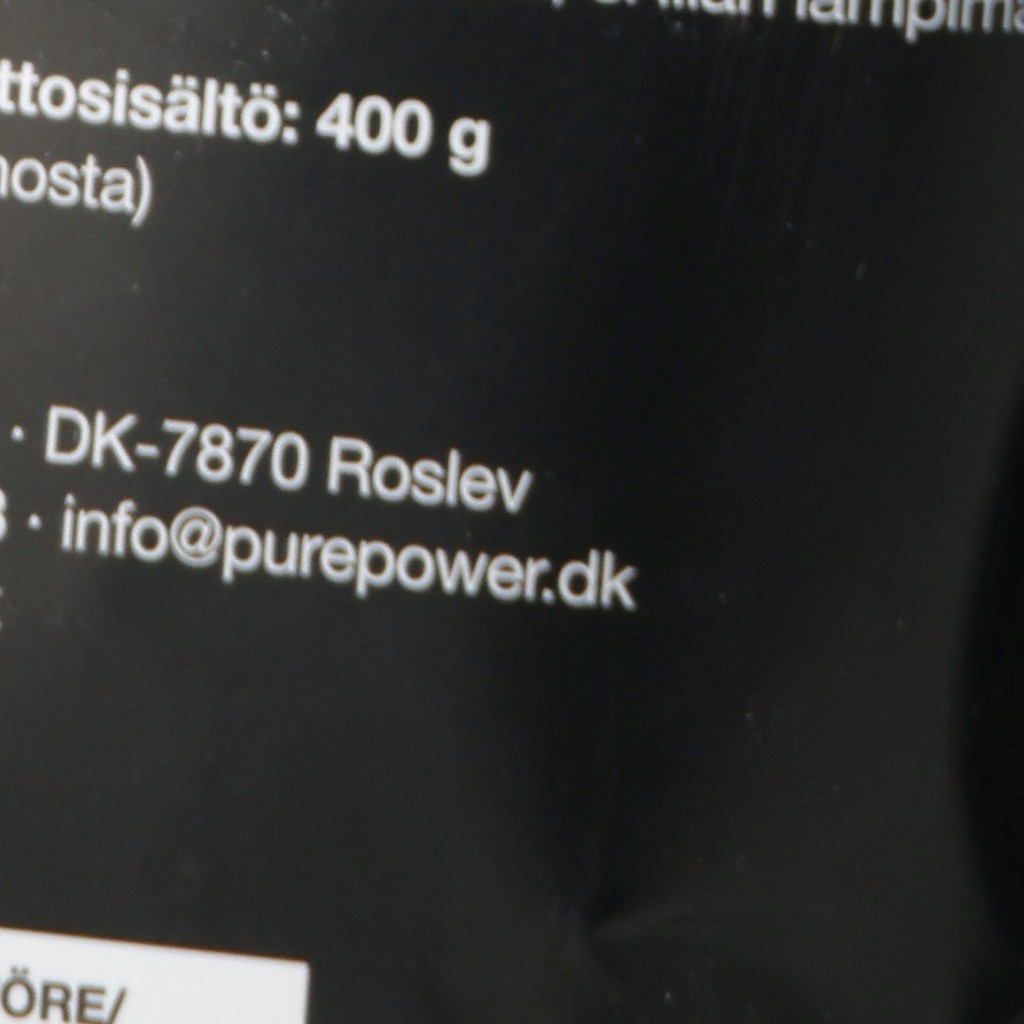 ttosisältö: 400 g
nosta)
· DK-7870 Roslev
· info@purepower.dk
ÖRE/